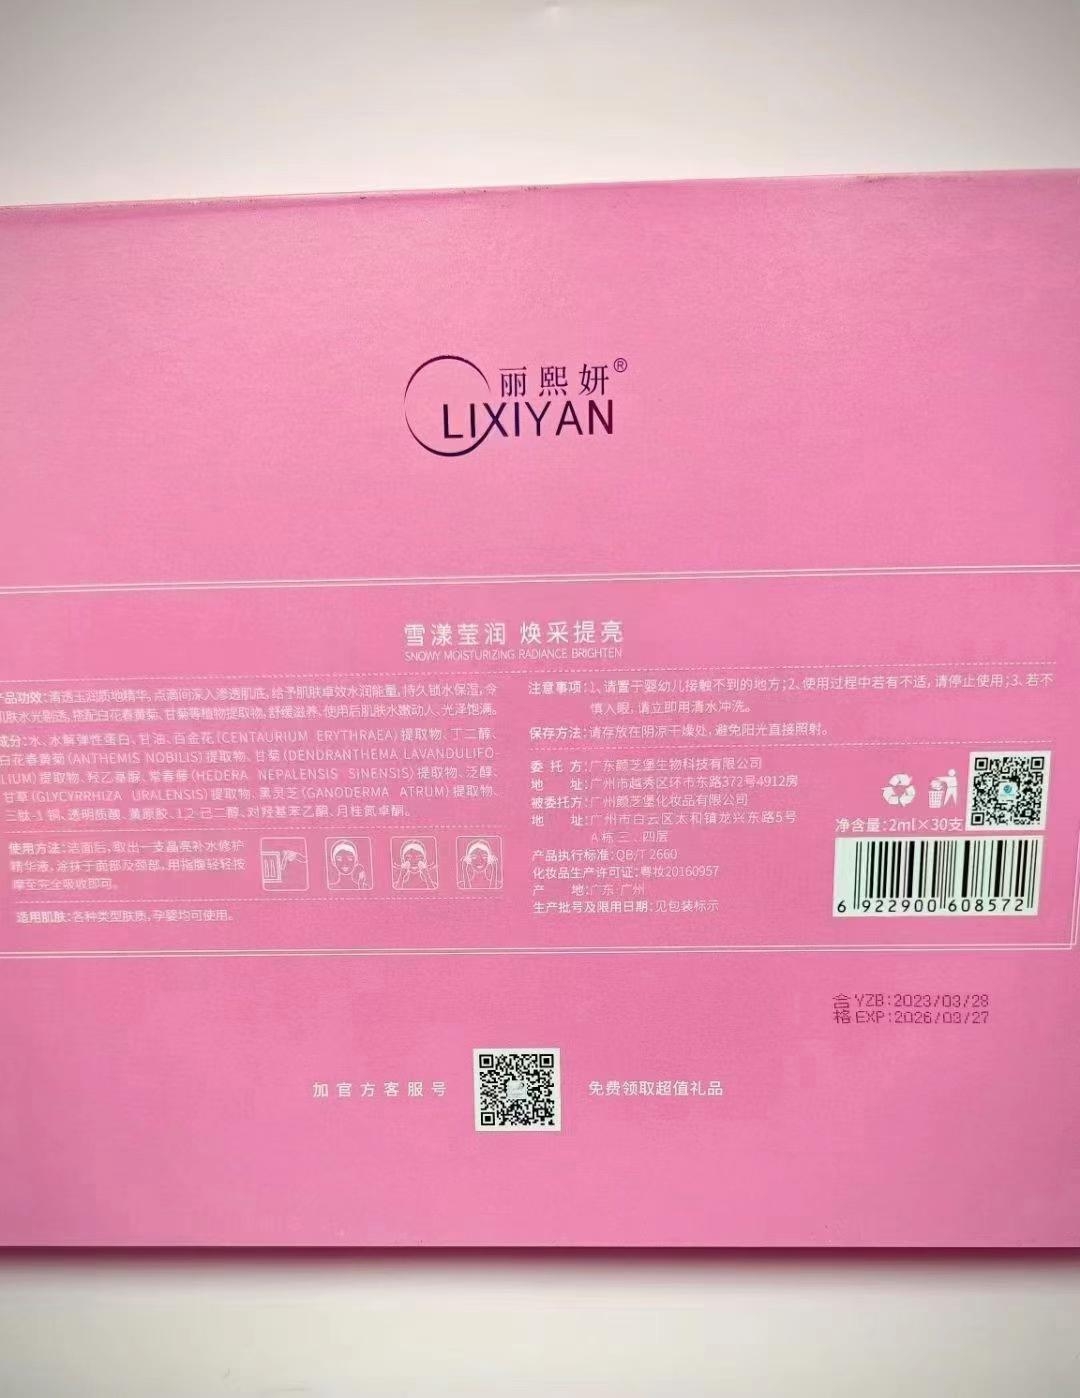 丽熙妍®
LIXIYAN
雪漾莹润 焕采提亮
SNOWY MOISTURIZING RADIANCE BRIGHTEN
产品功效:清透玉润质地精华,点滴间深入渗透肌底,给予肌肤卓效水润能量,持久锁水保湿,令
肌肤水光剔透,搭配白花春黄菊、甘菊等植物提取物,舒缓滋养,使用后肌肤水嫩动人、光泽饱满。
成分:水、水解弹性蛋白、甘油、百金花(CENTAURIUM ERYTHRAEA)提取物、丁二醇、
白花春黄菊(ANTHEMIS NOBILIS)提取物、甘菊(DENDRANTHEMA LAVANDULIFO-
LIUM)提取物、羟乙基脲、常春藤(HEDERA NEPALENSIS SINENSIS)提取物、泛醇、
甘草(GLYCYRRHIZA URALENSIS)提取物、黑灵芝(GANODERMA ATRUM)提取物、
三肽-1 铜、透明质酸、黄原胶、1,2-己二醇、对羟基苯乙酮、月桂氮卓酮。
使用方法:洁面后,取出一支晶亮补水修护
精华液,涂抹于面部及颈部,用指腹轻轻按
摩至完全吸收即可。
适用肌肤:各种类型肤质,孕婴均可使用。
注意事项:1、请置于婴幼儿接触不到的地方;2、使用过程中若有不适,请停止使用;3、若不
慎入眼,请立即用清水冲洗。
保存方法:请存放在阴凉干燥处,避免阳光直接照射。
委 托 方:广东颜芝堡生物科技有限公司
地 址:广州市越秀区环市东路372号4912房
被委托方:广州颜芝堡化妆品有限公司
地 址:广州市白云区太和镇龙兴东路5号
A栋三、四层
产品执行标准:QB/T 2660
化妆品生产许可证:粤妆20160957
产 地:广东·广州
生产批号及限用日期:见包装标示
净含量:2ml×30支
6 922900 608572
合 YZB:2023/03/28
格 EXP:2026/03/27
加官方客服号
免费领取超值礼品